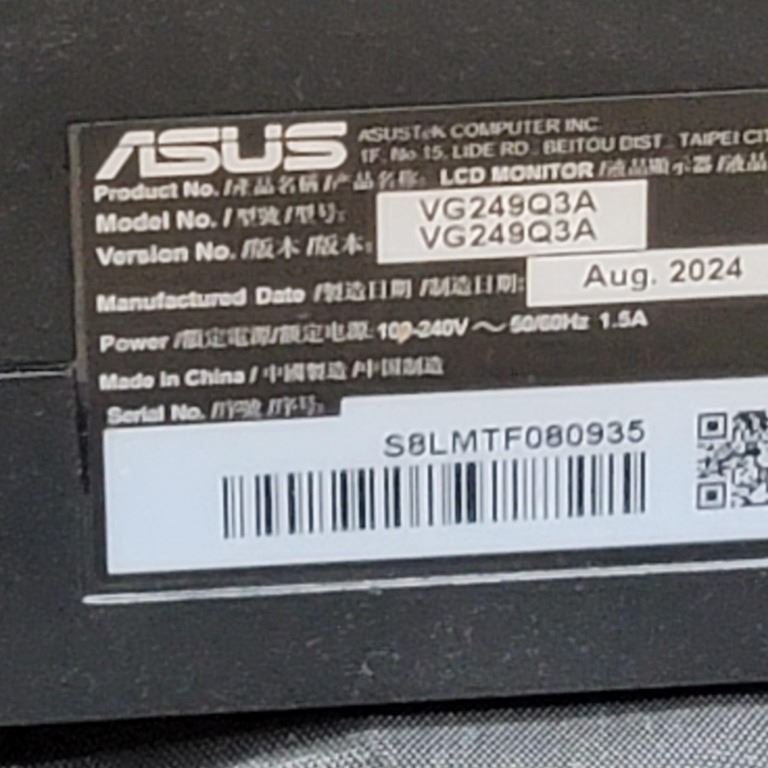 ASUS
ASUSTeK COMPUTER INC
1F, No 15, LIDE RD, BEITOU DIST, TAIPEI
Product No. /產品名稱 /产品名称: LCD MONITOR /液晶顯示器 /液晶
Model No. / 型號 /型号: VG249Q3A
Version No. /版本 /版本: VG249Q3A
Manufactured Date /製造日期 /制造日期: Aug. 2024
Power /額定電源/额定电源: 100-240V ~ 50/60Hz 1.5A
Made in China / 中國製造 /中国制造
Serial No. /序號 /序号:
S8LMTF080935